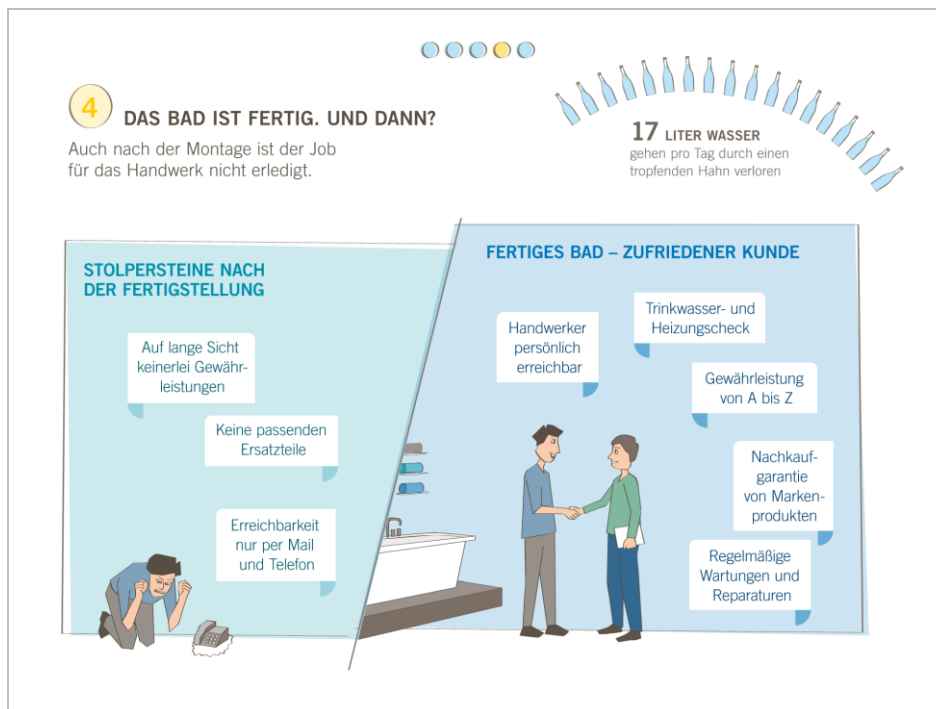 4 DAS BAD IST FERTIG. UND DANN?
Auch nach der Montage ist der Job
für das Handwerk nicht erledigt.
17 LITER WASSER
gehen pro Tag durch einen
tropfenden Hahn verloren
STOLPERSTEINE NACH
DER FERTIGSTELLUNG
Auf lange Sicht
keinerlei Gewähr-
leistungen
Keine passenden
Ersatzteile
Erreichbarkeit
nur per Mail
und Telefon
FERTIGES BAD – ZUFRIEDENER KUNDE
Handwerker
persönlich
erreichbar
Trinkwasser- und
Heizungscheck
Gewährleistung
von A bis Z
Nachkauf-
garantie
von Marken-
produkten
Regelmäßige
Wartungen und
Reparaturen